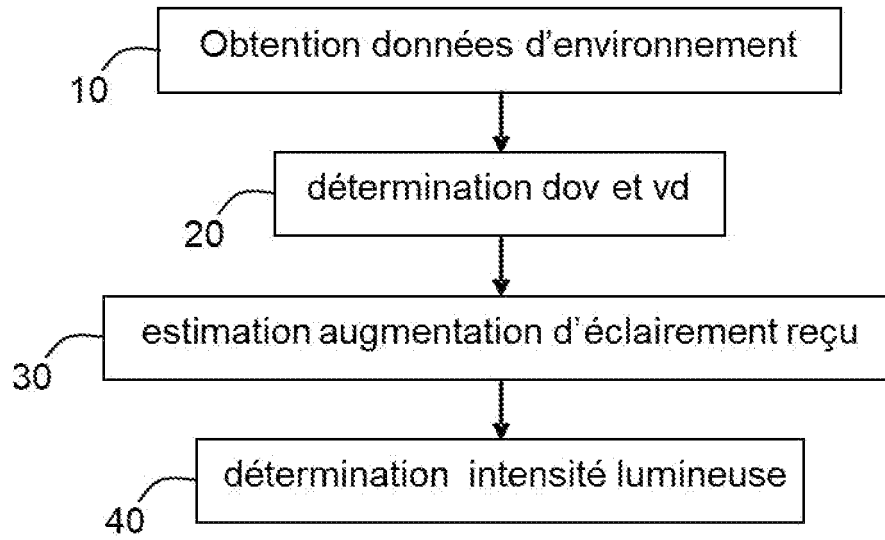 Obtention données d'environnement
10
détermination dov et vd
20
estimation augmentation d'éclairement reçu
30
détermination intensité lumineuse
40